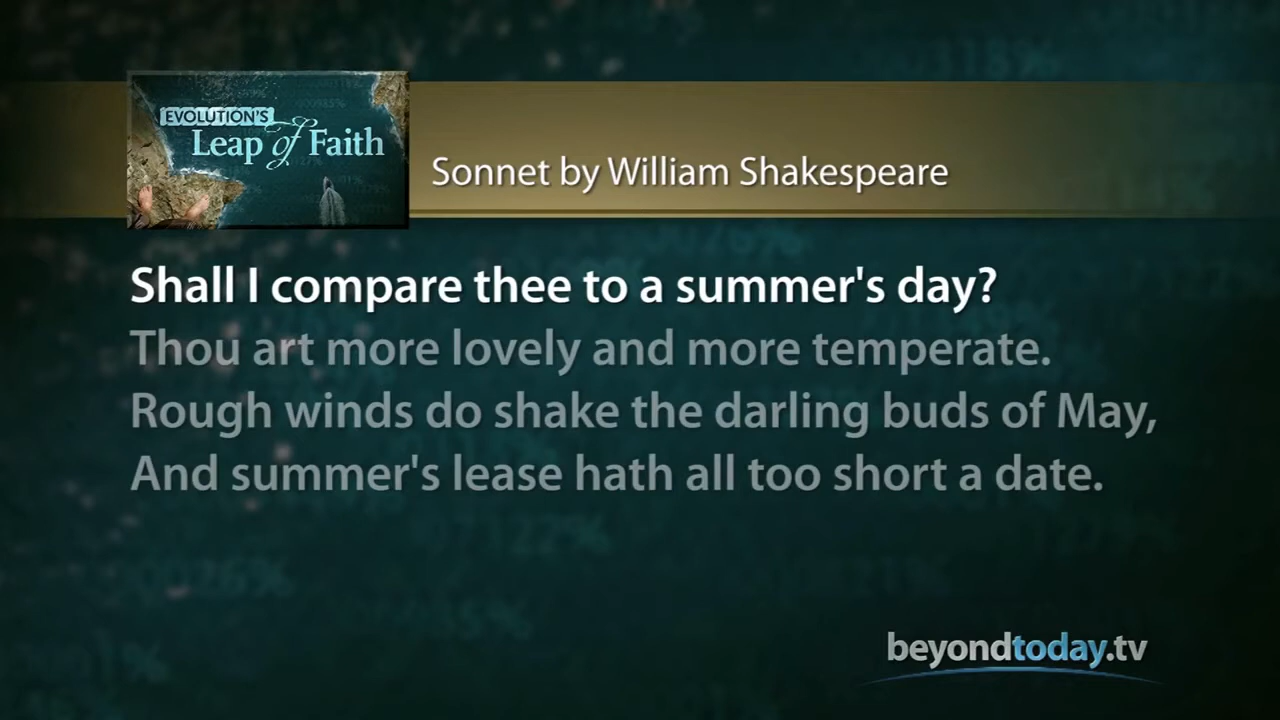 EVOLUTION'S
Leap of Faith
Sonnet by William Shakespeare
Shall I compare thee to a summer's day?
Thou art more lovely and more temperate.
Rough winds do shake the darling buds of May,
And summer's lease hath all too short a date.
beyondtoday.tv